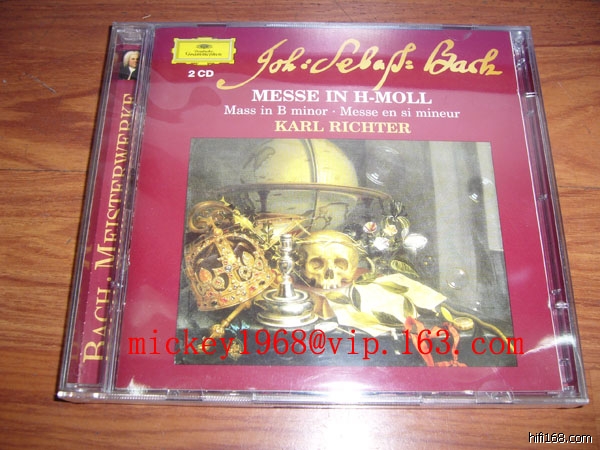 Deutsche
Grammophon
2 CD
Joh: Sebast: Bach
MESSE IN H-MOLL
Mass in B minor · Messe en si mineur
KARL RICHTER
BACH · MEISTERWERKE
mickey1968@vip.163.com
hifi168.com